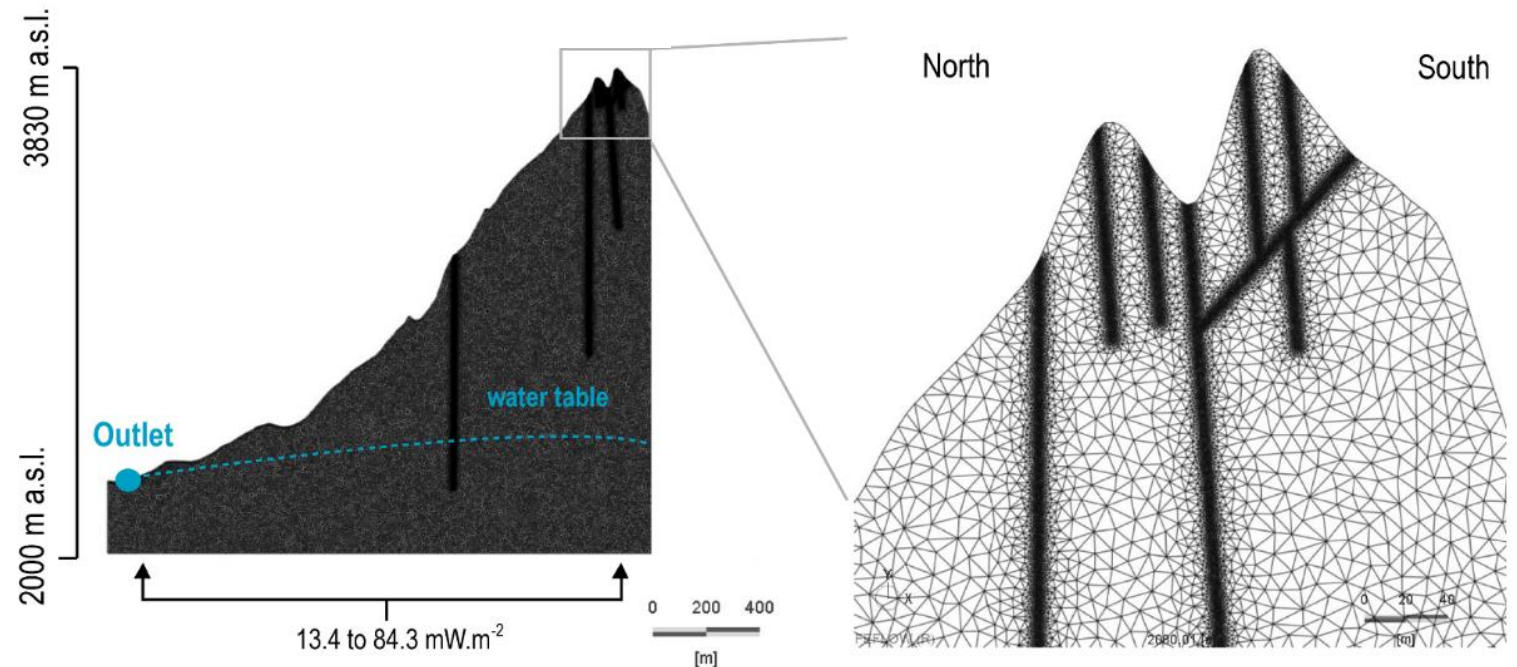 3830 m a.s.l.
2000 m a.s.l.
Outlet
water table
13.4 to 84.3 mW.m-2
0 200 400
[m]
North
South
Y
X
0 20 40
[m]